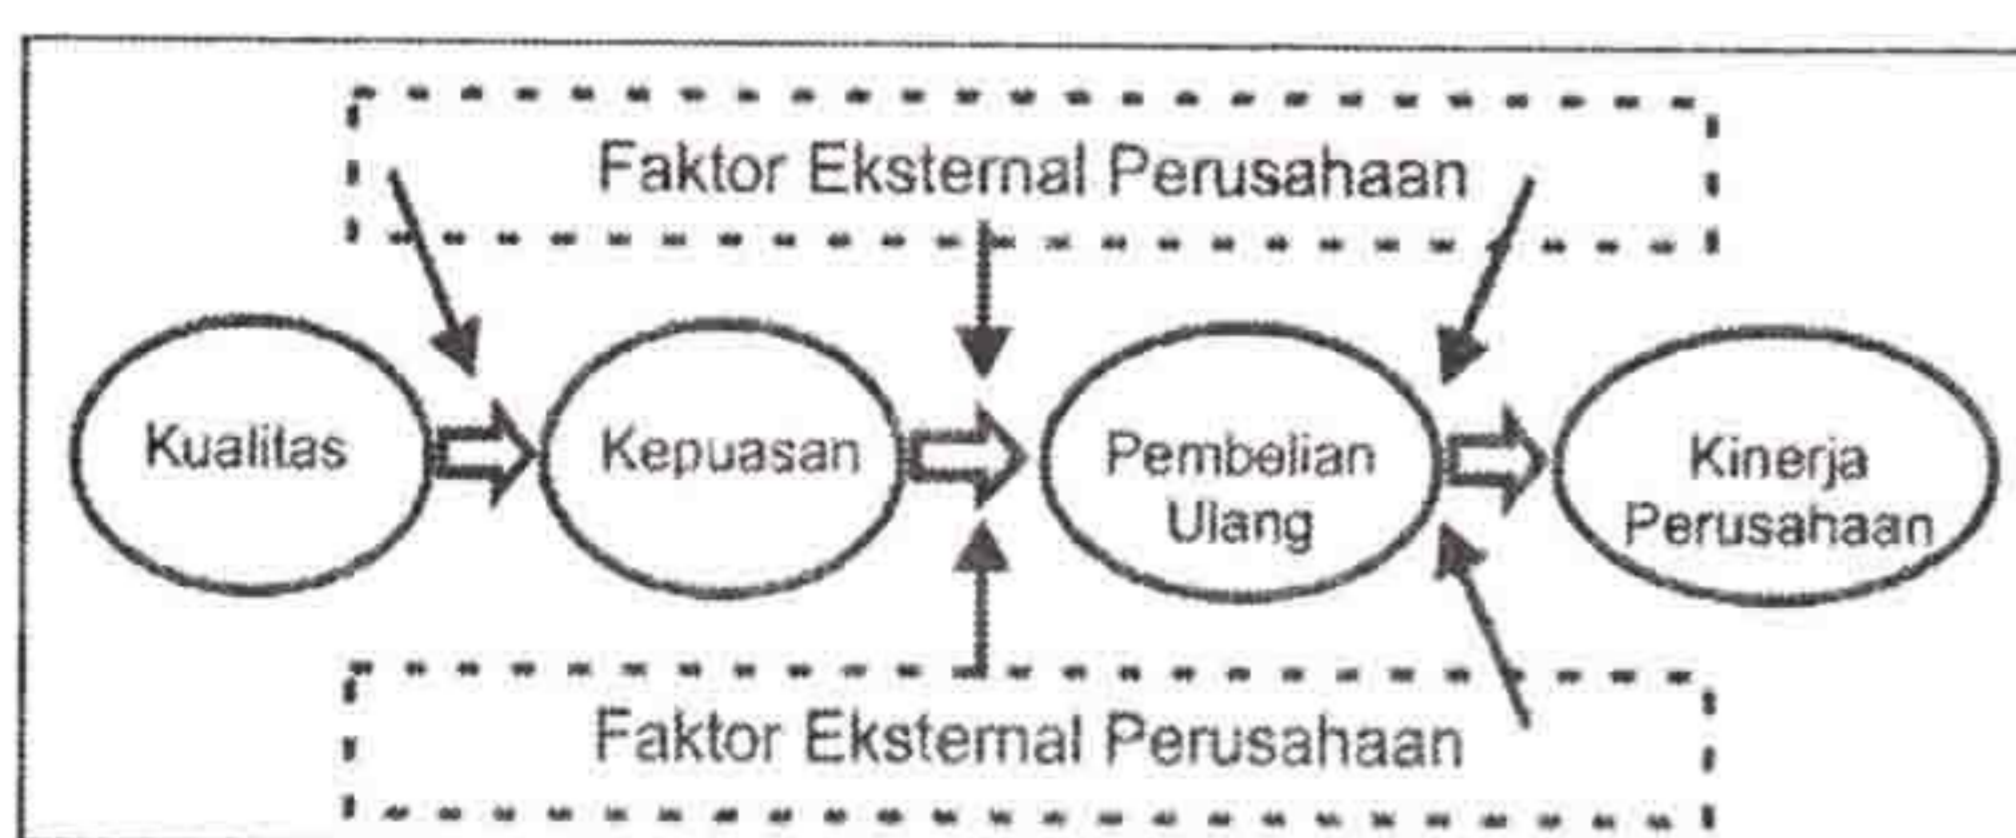 Faktor Eksternal Perusahaan
Kualitas
Kepuasan
Pembelian
Ulang
Kinerja
Perusahaan
Faktor Eksternal Perusahaan